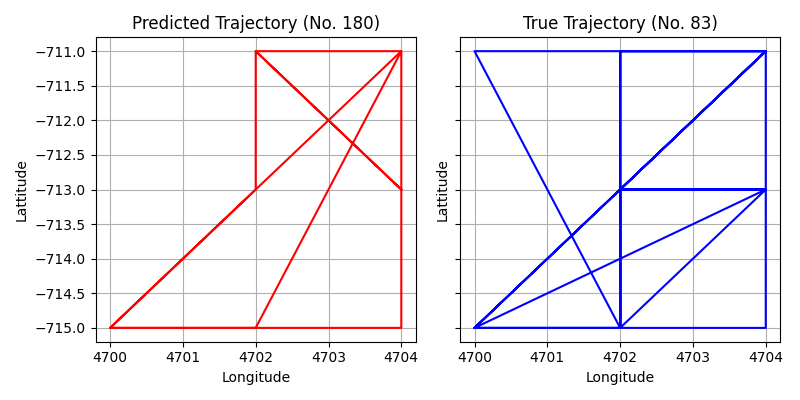 Predicted Trajectory (No. 180)
True Trajectory (No. 83)
Lattitude
−711.0
−711.5
−712.0
−712.5
−713.0
−713.5
−714.0
−714.5
−715.0
4700 4701 4702 4703 4704
Longitude
Lattitude
4700 4701 4702 4703 4704
Longitude